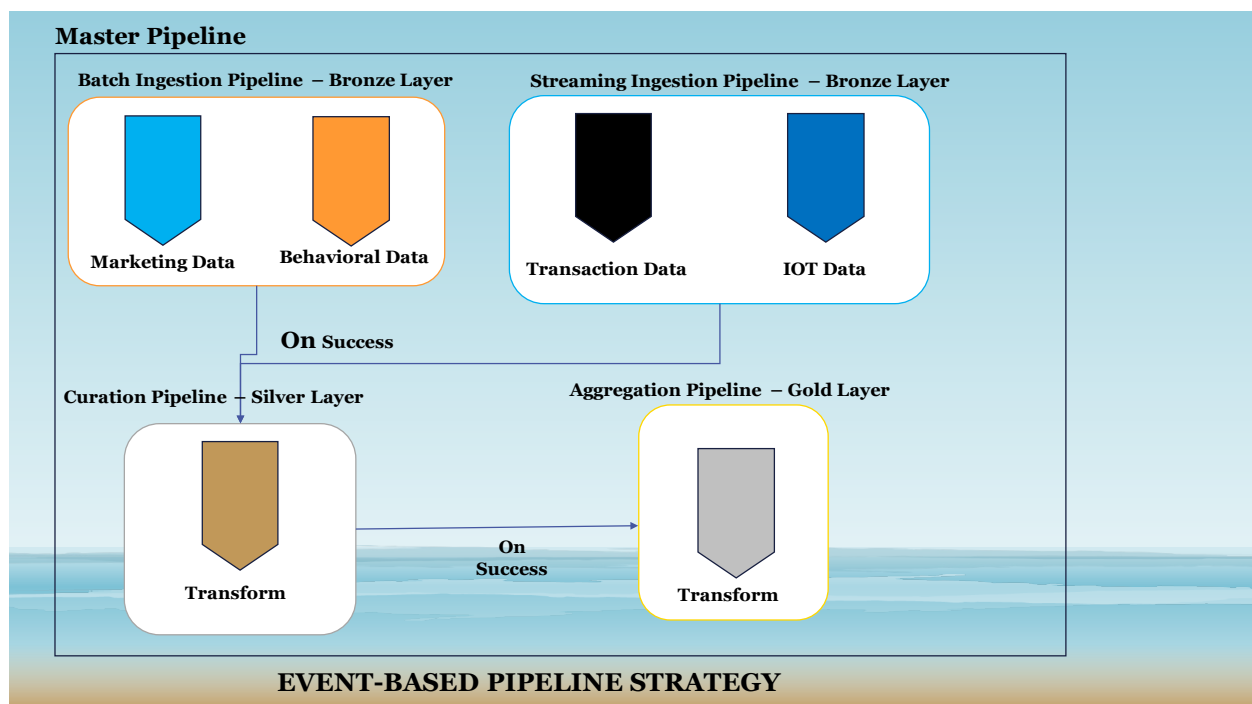 Master Pipeline
Batch Ingestion Pipeline – Bronze Layer
Streaming Ingestion Pipeline – Bronze Layer
Marketing Data
Behavioral Data
Transaction Data
IOT Data
On Success
Curation Pipeline – Silver Layer
Aggregation Pipeline – Gold Layer
On
Success
Transform
Transform
EVENT-BASED PIPELINE STRATEGY